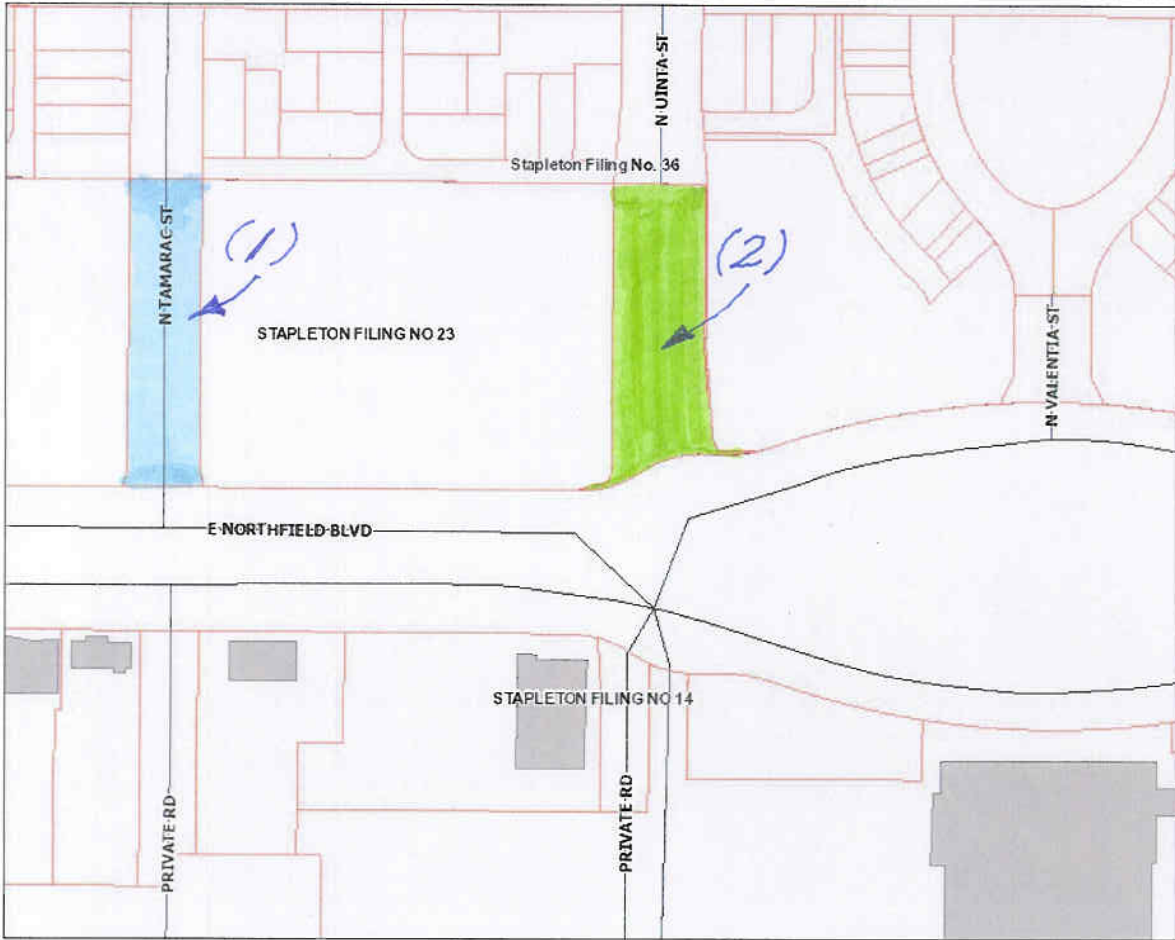 N UINTA ST
Stapleton Filing No. 36
N TAMARAC ST
(1)
(2)
STAPLETON FILING NO 23
N VALENTIA ST
E NORTHFIELD BLVD
STAPLETON FILING NO 14
PRIVATE RD
PRIVATE RD